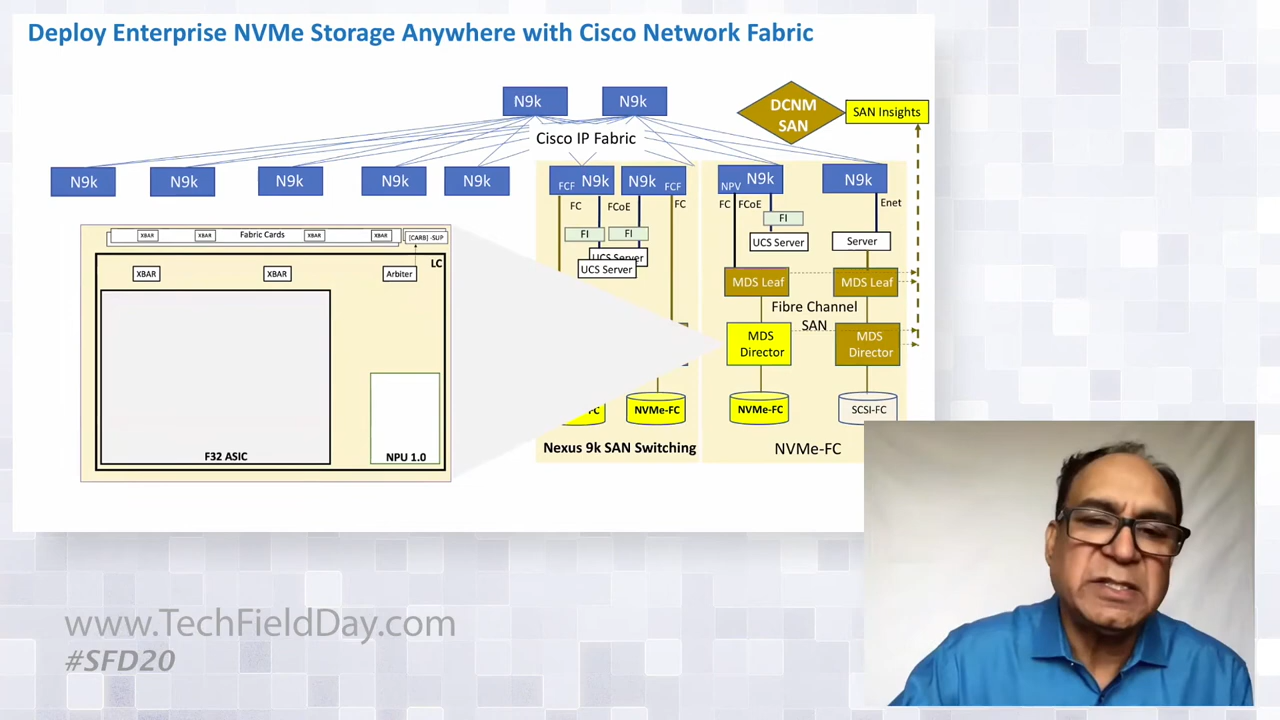 Deploy Enterprise NVMe Storage Anywhere with Cisco Network Fabric
N9k
N9k
DCNM
SAN
SAN Insights
Cisco IP Fabric
N9k
N9k
N9k
N9k
N9k
FCF N9k
N9k FCF
NPV N9k
N9k
FC
FCoE
FC
FC
FCoE
Enet
FI
FI
FI
UCS Server
UCS Server
UCS Server
Server
XBAR
XBAR
Fabric Cards
XBAR
XBAR
[CARB] -SUP
LC
XBAR
XBAR
Arbiter
MDS Leaf
MDS Leaf
Fibre Channel
SAN
MDS
Director
MDS
Director
FC
NVMe-FC
NVMe-FC
SCSI-FC
F32 ASIC
NPU 1.0
Nexus 9k SAN Switching
NVMe-FC
www.TechFieldDay.com
#SFD20